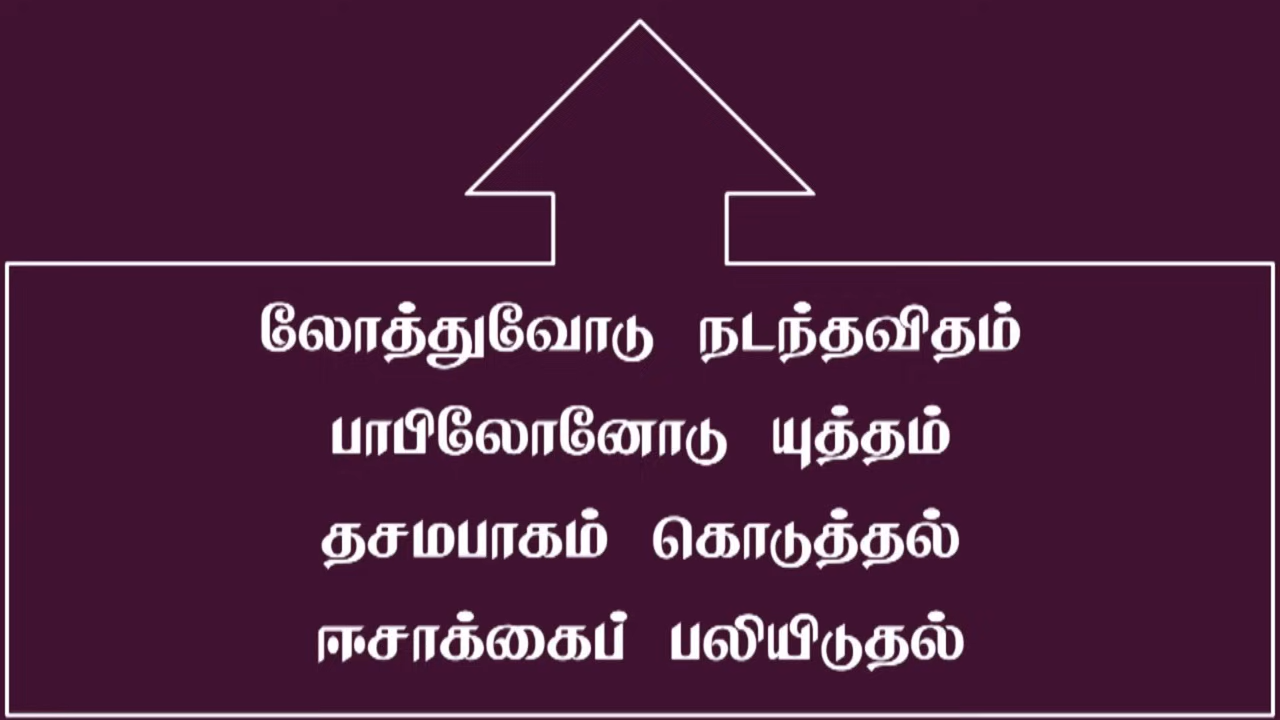 லோத்துவோடு நடந்தவிதம்
பாபிலோனோடு யுத்தம்
தசமபாகம் கொடுத்தல்
ஈசாக்கைப் பலியிடுதல்